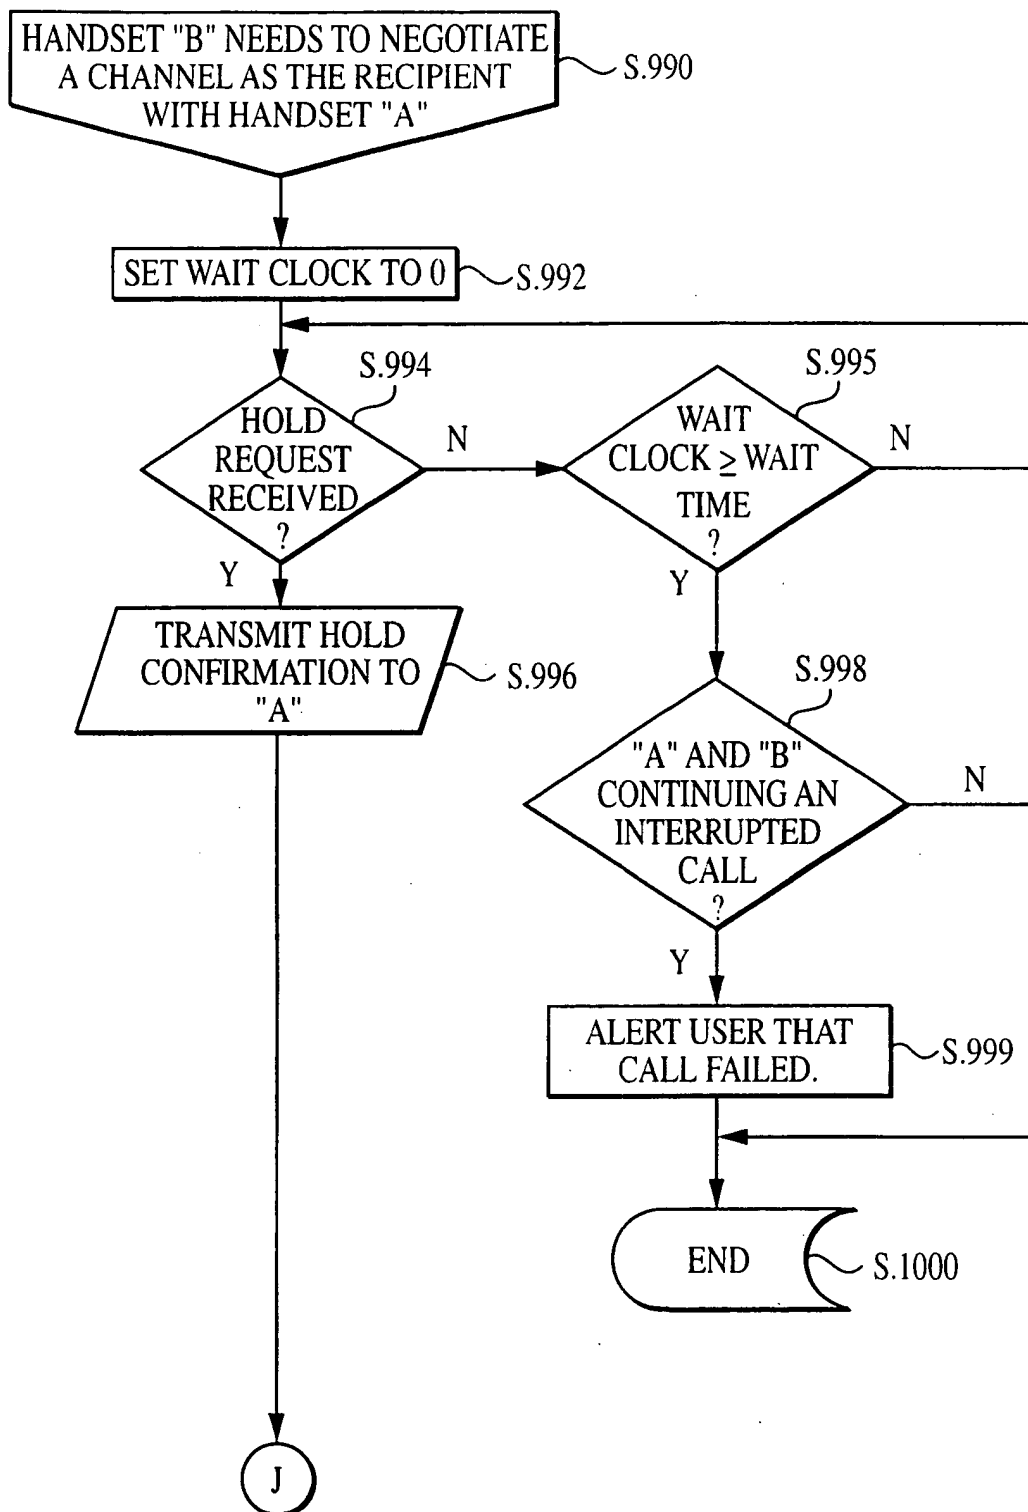 HANDSET "B" NEEDS TO NEGOTIATE
A CHANNEL AS THE RECIPIENT
WITH HANDSET "A"
S.990
SET WAIT CLOCK TO 0
S.992
S.994
HOLD
REQUEST
RECEIVED
?
N
Y
S.995
WAIT
CLOCK ≥ WAIT
TIME
?
N
Y
TRANSMIT HOLD
CONFIRMATION TO
"A"
S.996
S.998
"A" AND "B"
CONTINUING AN
INTERRUPTED
CALL
?
N
Y
ALERT USER THAT
CALL FAILED.
S.999
END
S.1000
J